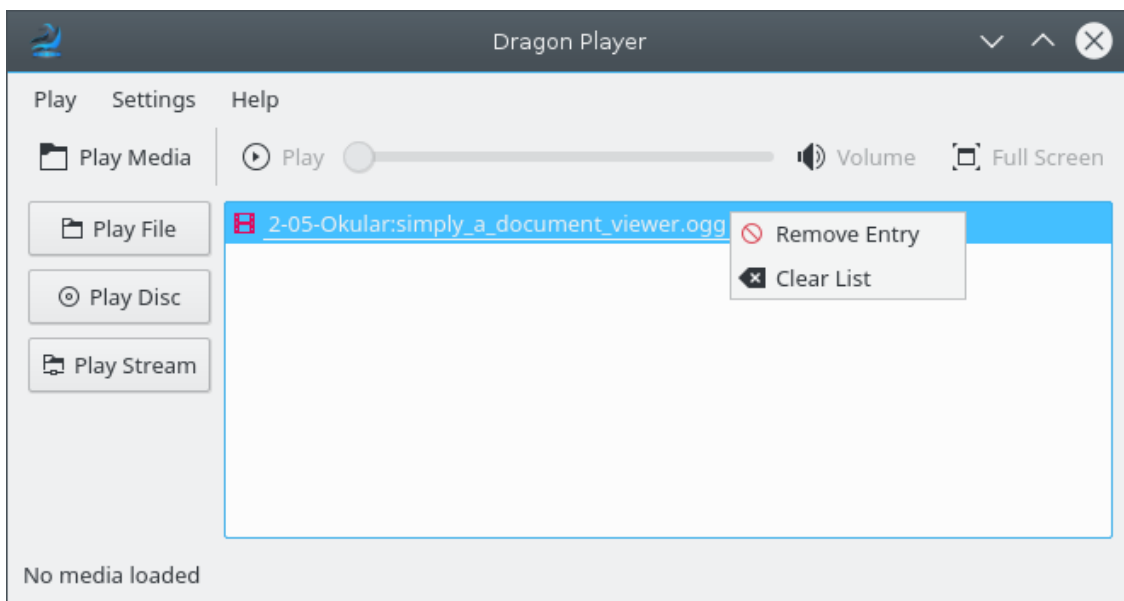 Dragon Player
Play Settings Help
Play Media Play Volume Full Screen
Play File
2-05-Okular:simply_a_document_viewer.ogg
Remove Entry
Clear List
Play Disc
Play Stream
No media loaded